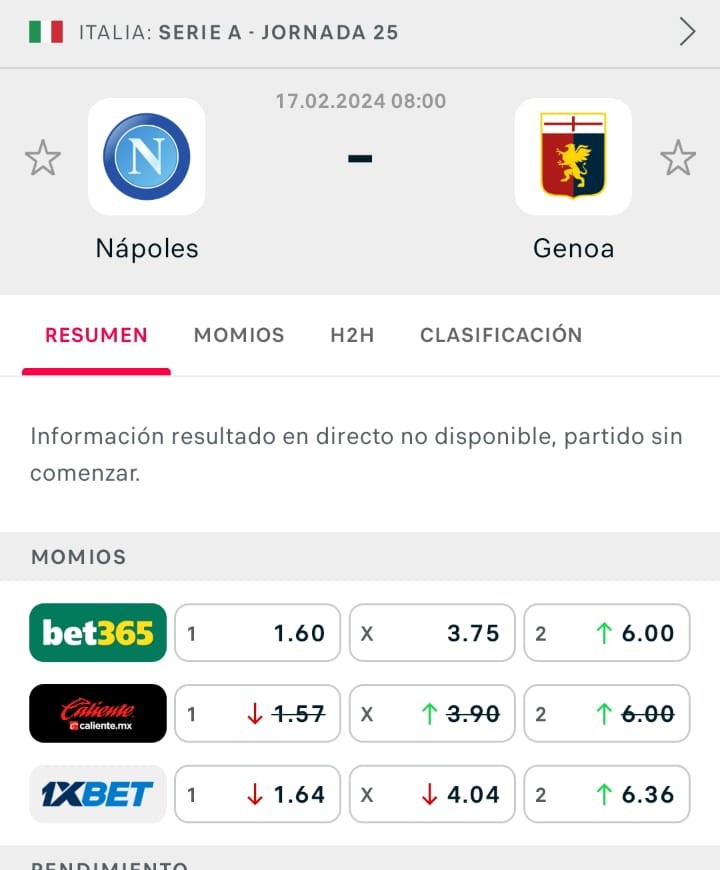 ITALIA: SERIE A - JORNADA 25
17.02.2024 08:00
N
-
Nápoles
Genoa
RESUMEN MOMIOS H2H CLASIFICACIÓN
Información resultado en directo no disponible, partido sin
comenzar.
MOMIOS
bet365 1 1.60 X 3.75 2 ↑ 6.00
Caliente caliente.mx 1 ↓ 1.57 X ↑ 3.90 2 ↑ 6.00
1XBET 1 ↓ 1.64 X ↓ 4.04 2 ↑ 6.36
RENDIMIENTO